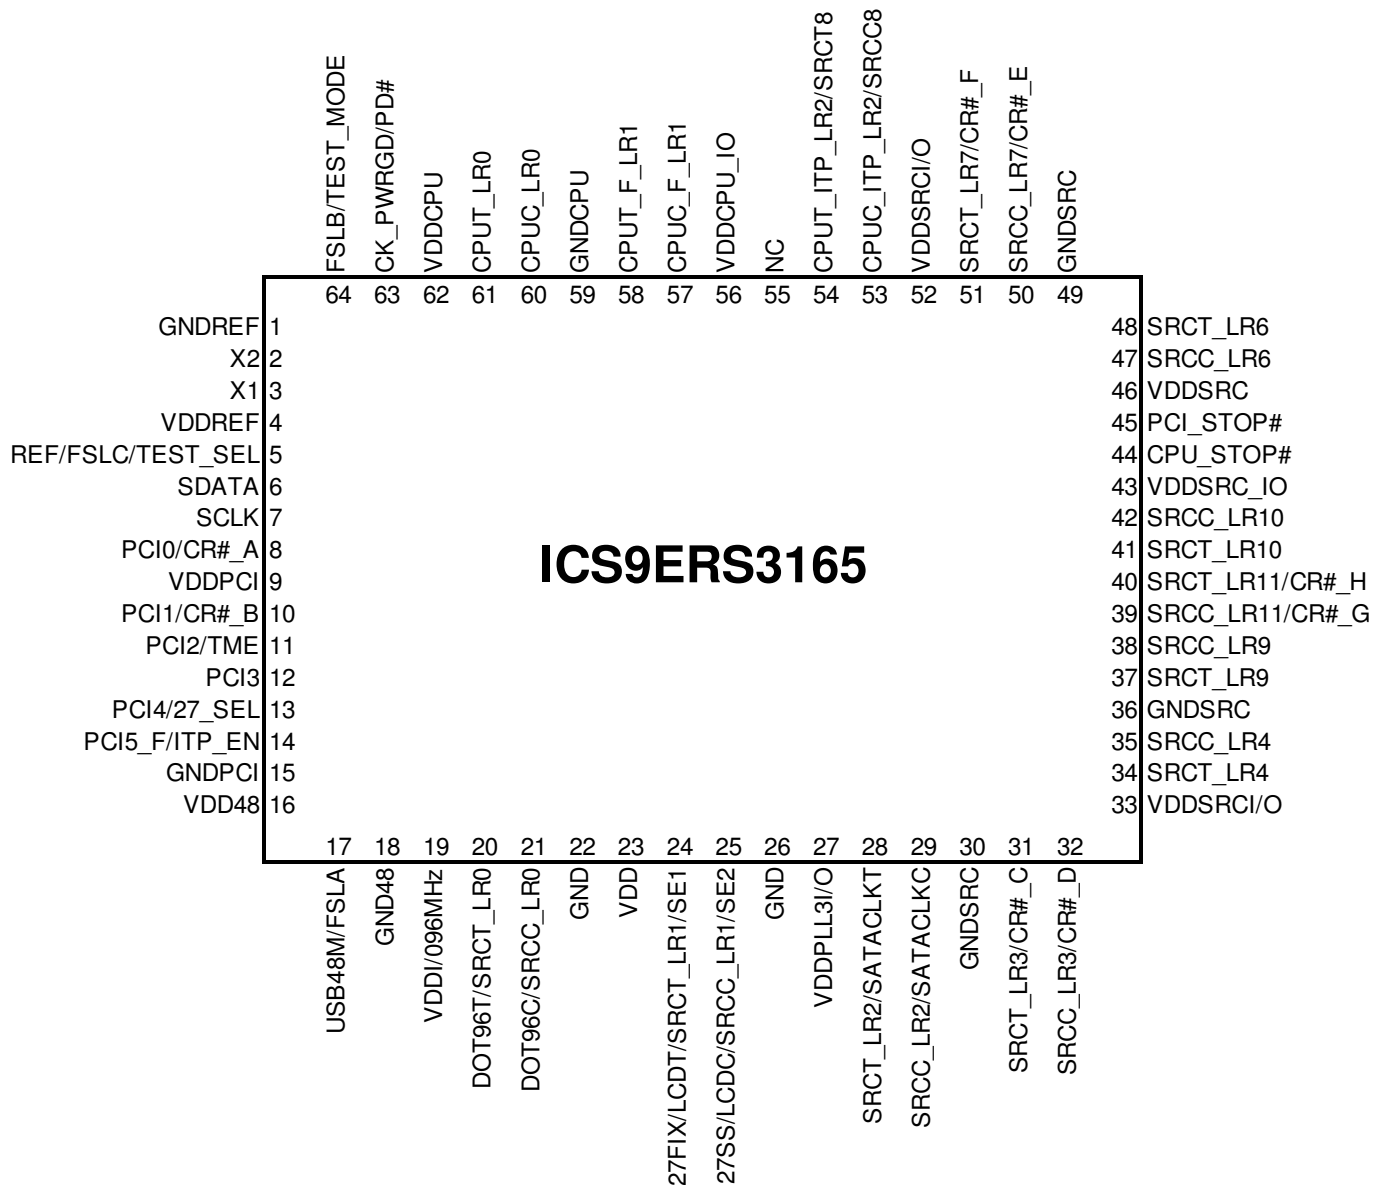 FSLB/TEST_MODE
CK_PWRGD/PD#
VDDCPU
CPUT_LR0
CPUC_LR0
GNDCPU
CPUT_F_LR1
CPUC_F_LR1
VDDCPU_IO
NC
CPUT_ITP_LR2/SRCT8
CPUC_ITP_LR2/SRCC8
VDDSRCI/O
SRCT_LR7/CR#_F
SRCC_LR7/CR#_E
GNDSRC
64 63 62 61 60 59 58 57 56 55 54 53 52 51 50 49
GNDREF 1
X2 2
X1 3
VDDREF 4
REF/FSLC/TEST_SEL 5
SDATA 6
SCLK 7
PCI0/CR#_A 8
VDDPCI 9
PCI1/CR#_B 10
PCI2/TME 11
PCI3 12
PCI4/27_SEL 13
PCI5_F/ITP_EN 14
GNDPCI 15
VDD48 16
ICS9ERS3165
48 SRCT_LR6
47 SRCC_LR6
46 VDDSRC
45 PCI_STOP#
44 CPU_STOP#
43 VDDSRC_IO
42 SRCC_LR10
41 SRCT_LR10
40 SRCT_LR11/CR#_H
39 SRCC_LR11/CR#_G
38 SRCC_LR9
37 SRCT_LR9
36 GNDSRC
35 SRCC_LR4
34 SRCT_LR4
33 VDDSRCI/O
17 18 19 20 21 22 23 24 25 26 27 28 29 30 31 32
USB48M/FSLA
GND48
VDDI/096MHz
DOT96T/SRCT_LR0
DOT96C/SRCC_LR0
GND
VDD
27FIX/LCDT/SRCT_LR1/SE1
27SS/LCDC/SRCC_LR1/SE2
GND
VDDPLL3I/O
SRCT_LR2/SATACLKT
SRCC_LR2/SATACLKC
GNDSRC
SRCT_LR3/CR#_C
SRCC_LR3/CR#_D